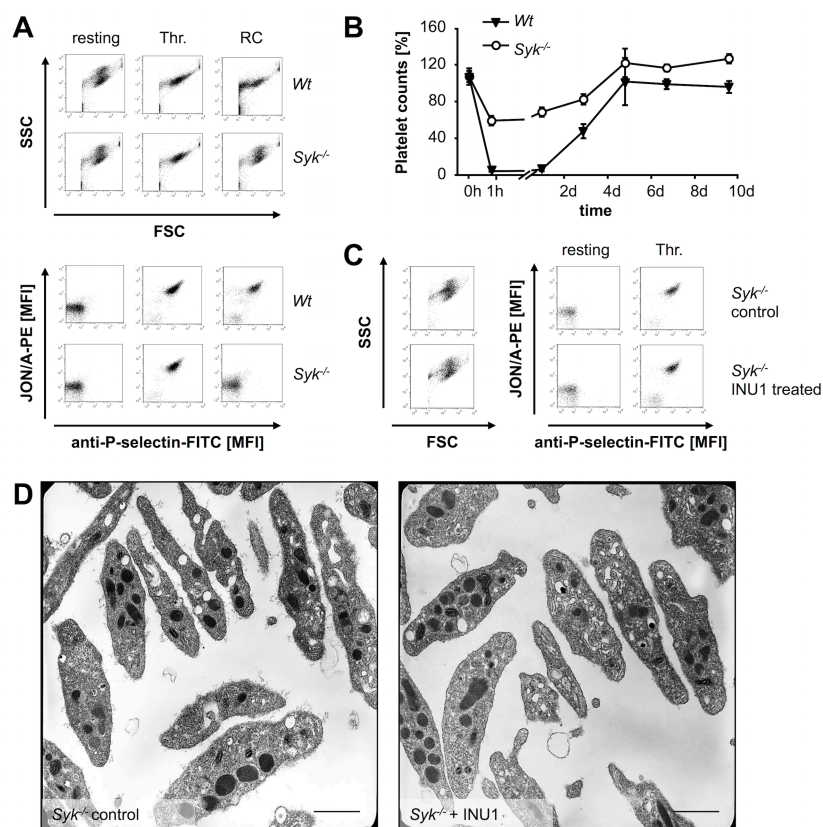 A
resting Thr. RC
SSC
Wt
Syk-/-
FSC
JON/A-PE [MFI]
Wt
Syk-/-
anti-P-selectin-FITC [MFI]
B
Wt
Syk-/-
Platelet counts [%]
160
120
80
40
0
0h 1h 2d 4d 6d 8d 10d
time
C
resting Thr.
SSC
JON/A-PE [MFI]
Syk-/-
control
Syk-/-
INU1 treated
FSC
anti-P-selectin-FITC [MFI]
D
Syk-/- control
Syk-/- + INU1